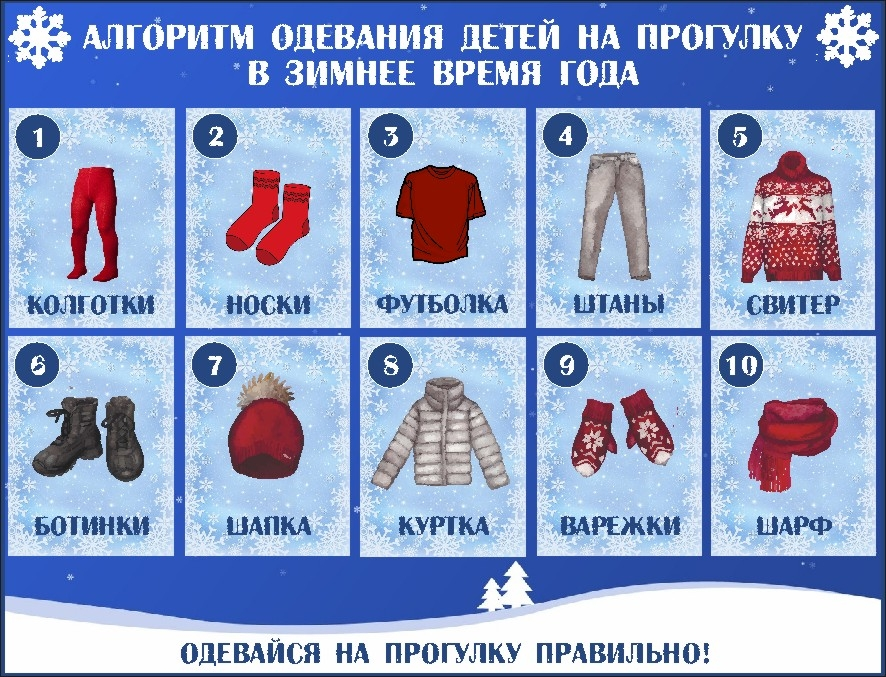 АЛГОРИТМ ОДЕВАНИЯ ДЕТЕЙ НА ПРОГУЛКУ
В ЗИМНЕЕ ВРЕМЯ ГОДА
1
КОЛГОТКИ
2
НОСКИ
3
ФУТБОЛКА
4
ШТАНЫ
5
СВИТЕР
6
БОТИНКИ
7
ШАПКА
8
КУРТКА
9
ВАРЕЖКИ
10
ШАРФ
ОДЕВАЙСЯ НА ПРОГУЛКУ ПРАВИЛЬНО!